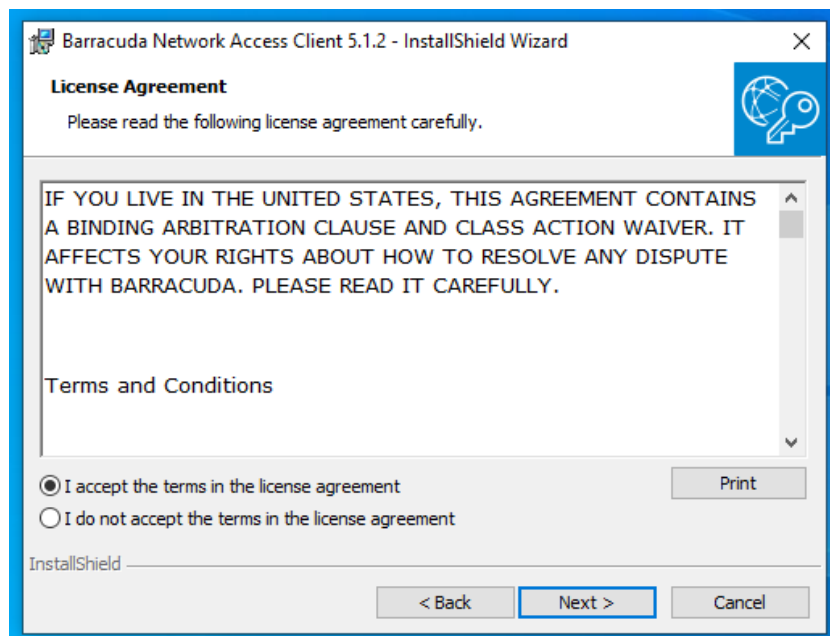 Barracuda Network Access Client 5.1.2 - InstallShield Wizard
License Agreement
Please read the following license agreement carefully.
IF YOU LIVE IN THE UNITED STATES, THIS AGREEMENT CONTAINS
A BINDING ARBITRATION CLAUSE AND CLASS ACTION WAIVER. IT
AFFECTS YOUR RIGHTS ABOUT HOW TO RESOLVE ANY DISPUTE
WITH BARRACUDA. PLEASE READ IT CAREFULLY.
Terms and Conditions
I accept the terms in the license agreement
Print
I do not accept the terms in the license agreement
InstallShield
< Back
Next >
Cancel